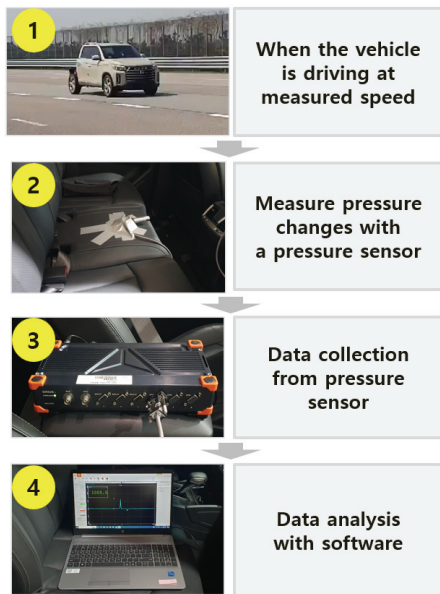 1
When the vehicle
is driving at
measured speed
2
Measure pressure
changes with
a pressure sensor
3
Data collection
from pressure
sensor
4
Data analysis
with software